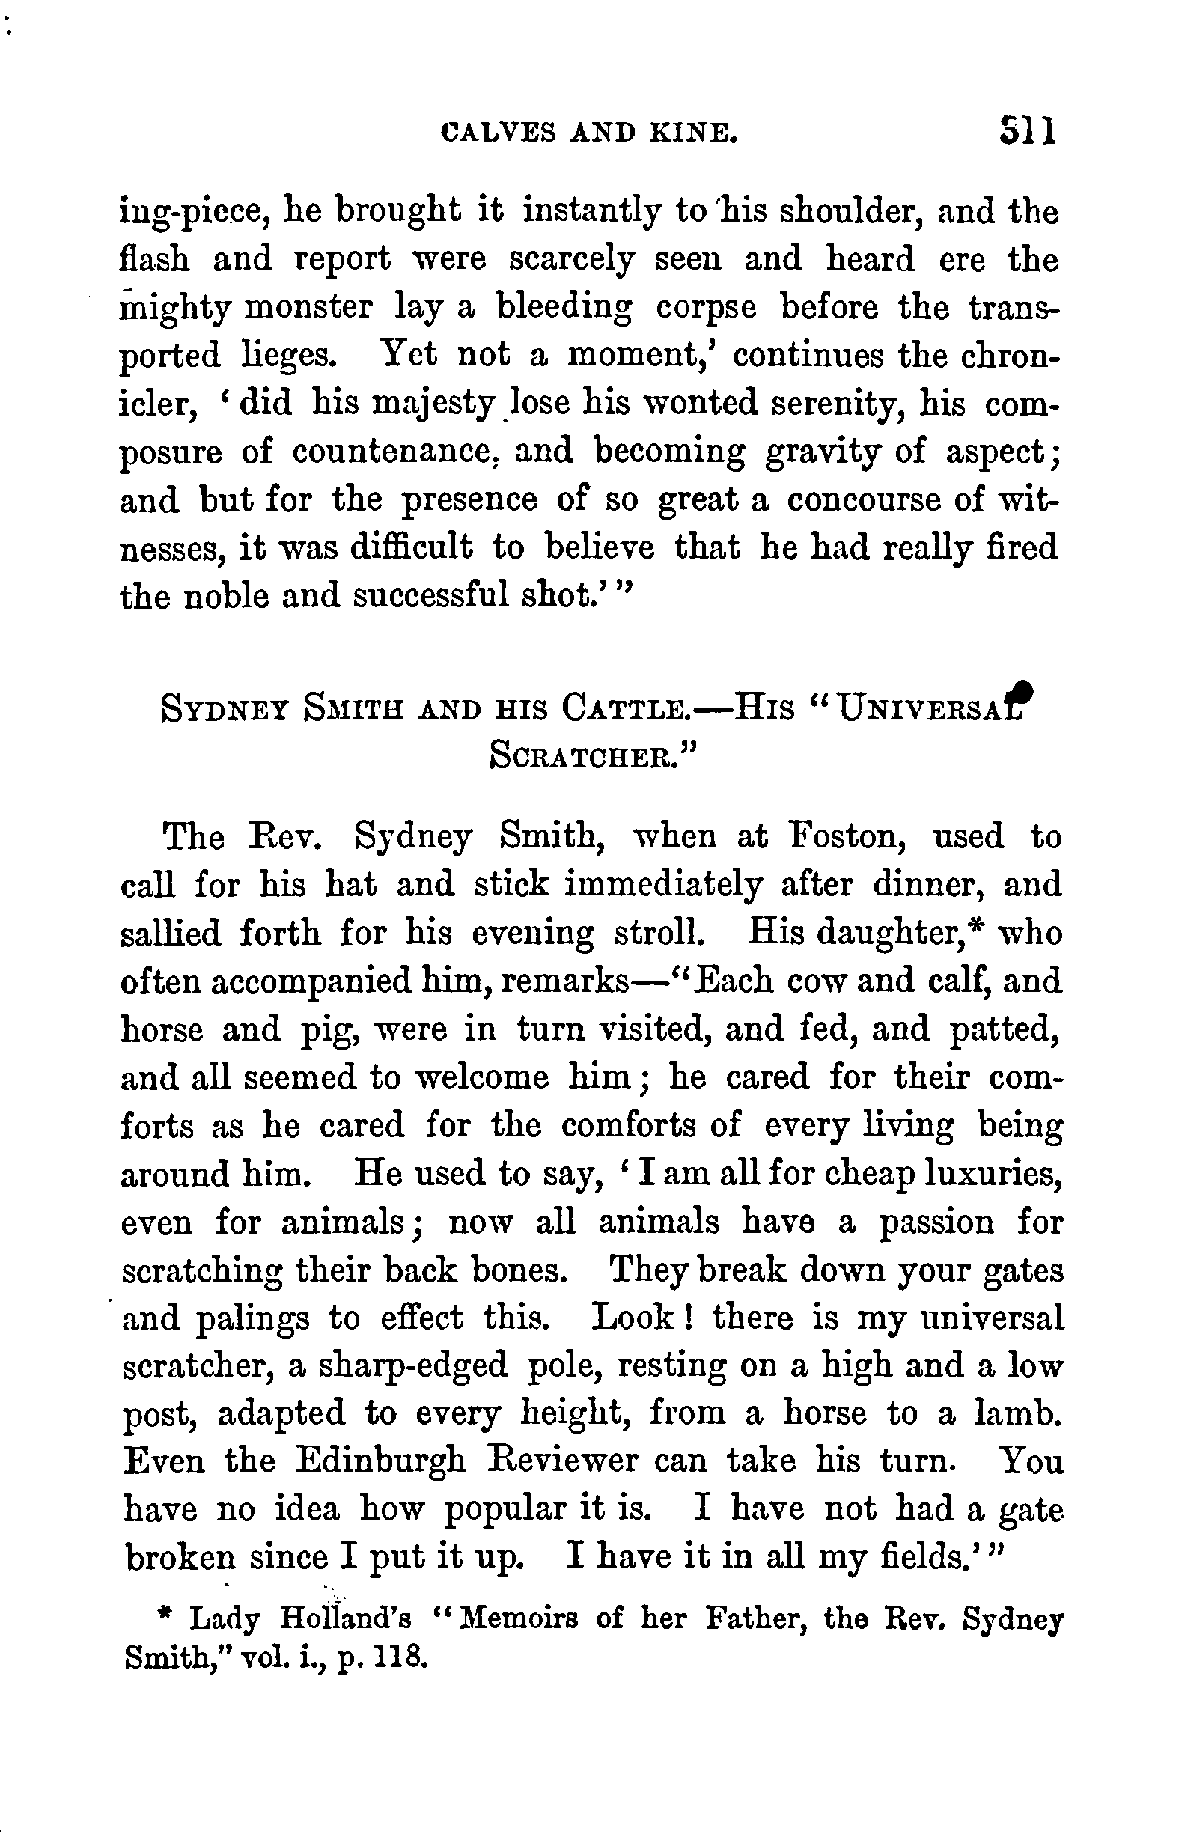 CALVES AND KINE. 311
ing-piece, he brought it instantly to his shoulder, and the
flash and report were scarcely seen and heard ere the
mighty monster lay a bleeding corpse before the trans-
ported lieges. Yet not a moment,' continues the chron-
icler, 'did his majesty lose his wonted serenity, his com-
posure of countenance, and becoming gravity of aspect;
and but for the presence of so great a concourse of wit-
nesses, it was difficult to believe that he had really fired
the noble and successful shot.'"
SYDNEY SMITH AND HIS CATTLE.—HIS "UNIVERSAL
SCRATCHER."
The Rev. Sydney Smith, when at Foston, used to
call for his hat and stick immediately after dinner, and
sallied forth for his evening stroll. His daughter,* who
often accompanied him, remarks—"Each cow and calf, and
horse and pig, were in turn visited, and fed, and patted,
and all seemed to welcome him; he cared for their com-
forts as he cared for the comforts of every living being
around him. He used to say, 'I am all for cheap luxuries,
even for animals; now all animals have a passion for
scratching their back bones. They break down your gates
and palings to effect this. Look! there is my universal
scratcher, a sharp-edged pole, resting on a high and a low
post, adapted to every height, from a horse to a lamb.
Even the Edinburgh Reviewer can take his turn. You
have no idea how popular it is. I have not had a gate
broken since I put it up. I have it in all my fields.'"
* Lady Holland's "Memoirs of her Father, the Rev. Sydney
Smith," vol. i., p. 118.